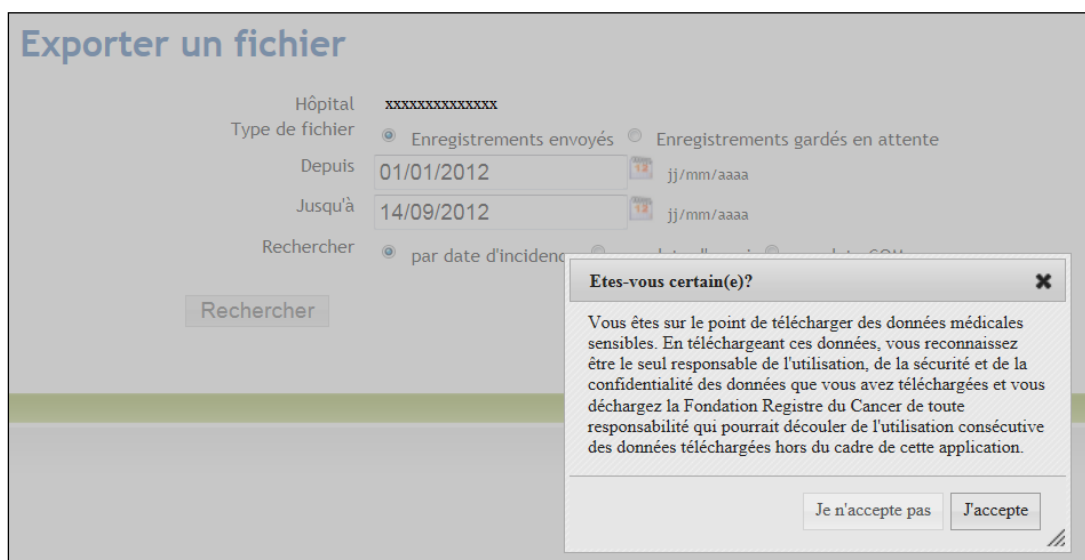 Exporter un fichier
Hôpital xxxxxxxxxxxxxx
Type de fichier Enregistrements envoyés Enregistrements gardés en attente
Depuis 01/01/2012 jj/mm/aaaa
Jusqu'à 14/09/2012 jj/mm/aaaa
Rechercher par date d'incidenc
Rechercher
Etes-vous certain(e)?
Vous êtes sur le point de télécharger des données médicales
sensibles. En téléchargeant ces données, vous reconnaissez
être le seul responsable de l'utilisation, de la sécurité et de la
confidentialité des données que vous avez téléchargées et vous
déchargez la Fondation Registre du Cancer de toute
responsabilité qui pourrait découler de l'utilisation consécutive
des données téléchargées hors du cadre de cette application.
Je n'accepte pas J'accepte